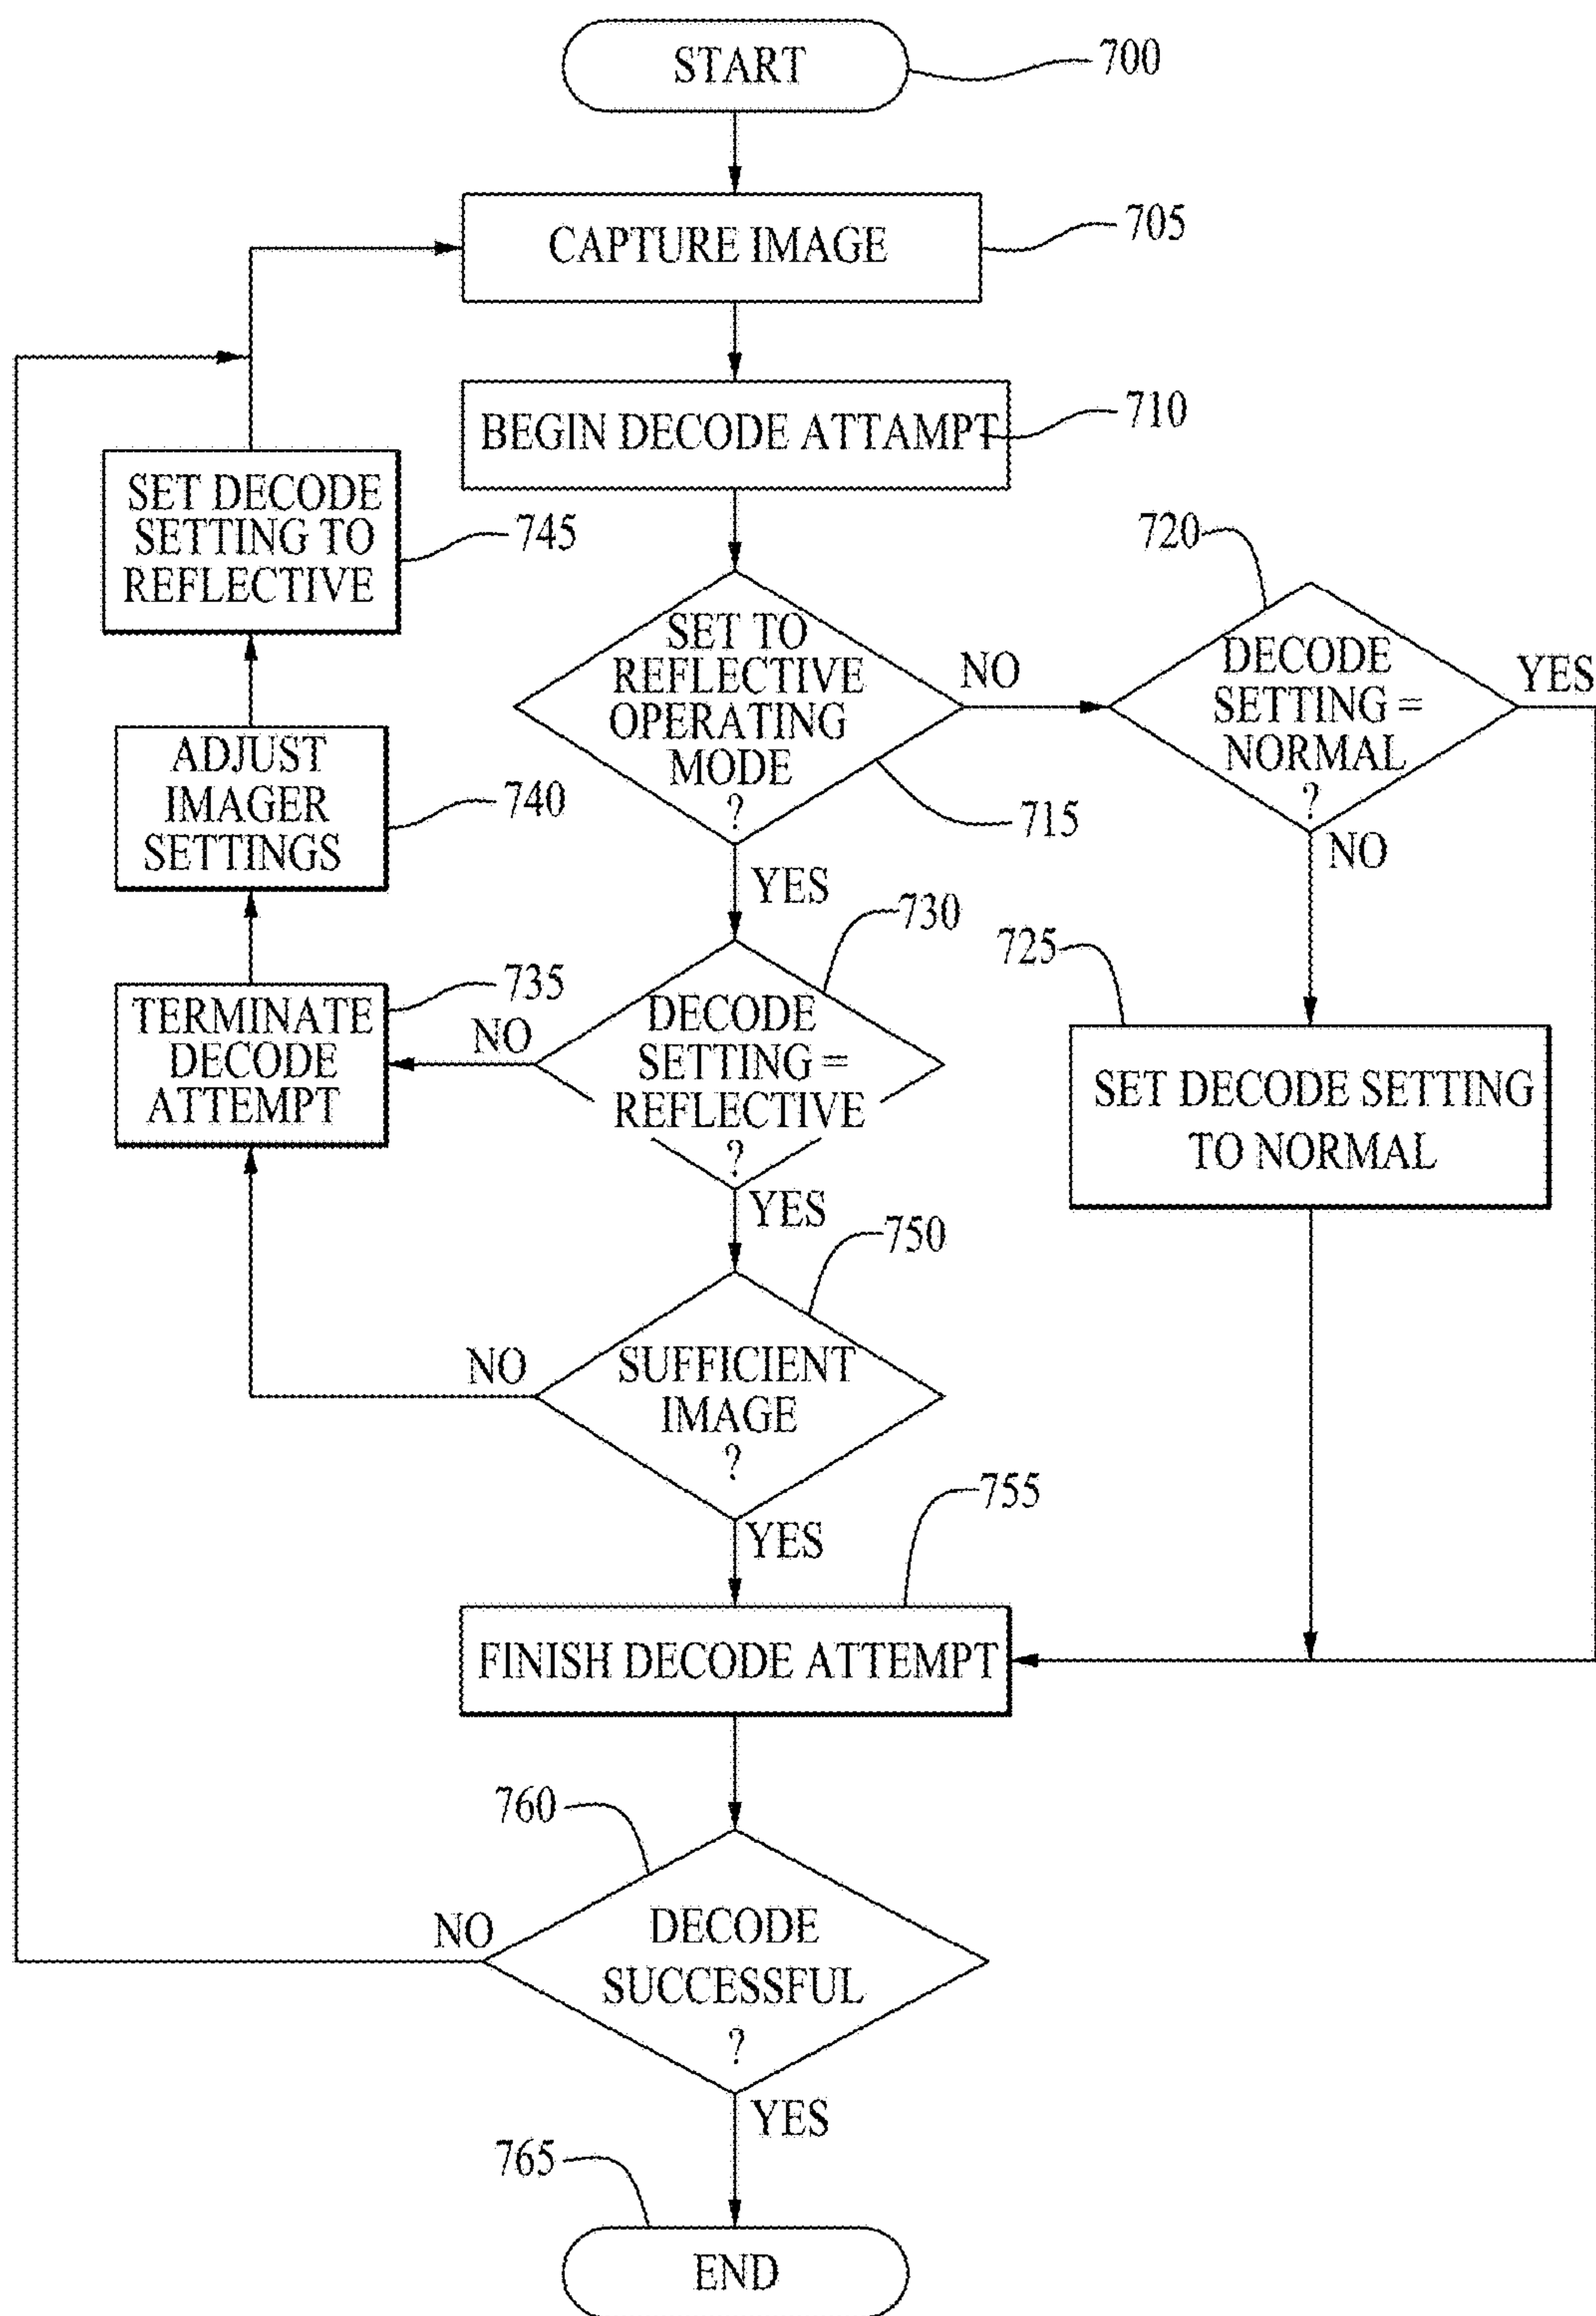 START
700
CAPTURE IMAGE
705
BEGIN DECODE ATTAMPT
710
SET DECODE
SETTING TO
REFLECTIVE
745
720
SET TO
REFLECTIVE
OPERATING
MODE
?
NO
715
DECODE
SETTING =
NORMAL
?
YES
NO
ADJUST
IMAGER
SETTINGS
740
YES
730
725
TERMINATE
DECODE
ATTEMPT
735
NO
DECODE
SETTING =
REFLECTIVE
?
SET DECODE SETTING
TO NORMAL
YES
750
NO
SUFFICIENT
IMAGE
?
YES
755
FINISH DECODE ATTEMPT
760
NO
DECODE
SUCCESSFUL
?
YES
765
END